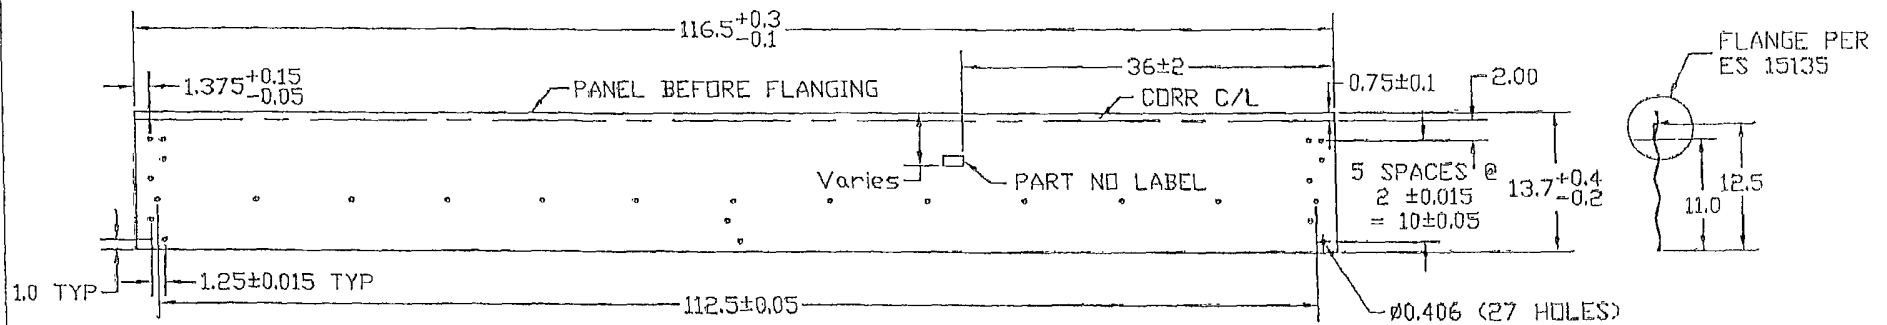 116.5 +0.3 -0.1
36±2
FLANGE PER
ES 15135
1.375 +0.15 -0.05
PANEL BEFORE FLANGING
CORR C/L
0.75±0.1
2.00
Varies
PART NO LABEL
5 SPACES @
2 ±0.015
= 10±0.05
13.7 +0.4 -0.2
12.5
11.0
1.0 TYP
1.25±0.015 TYP
112.5±0.05
Ø0.406 (27 HOLES)